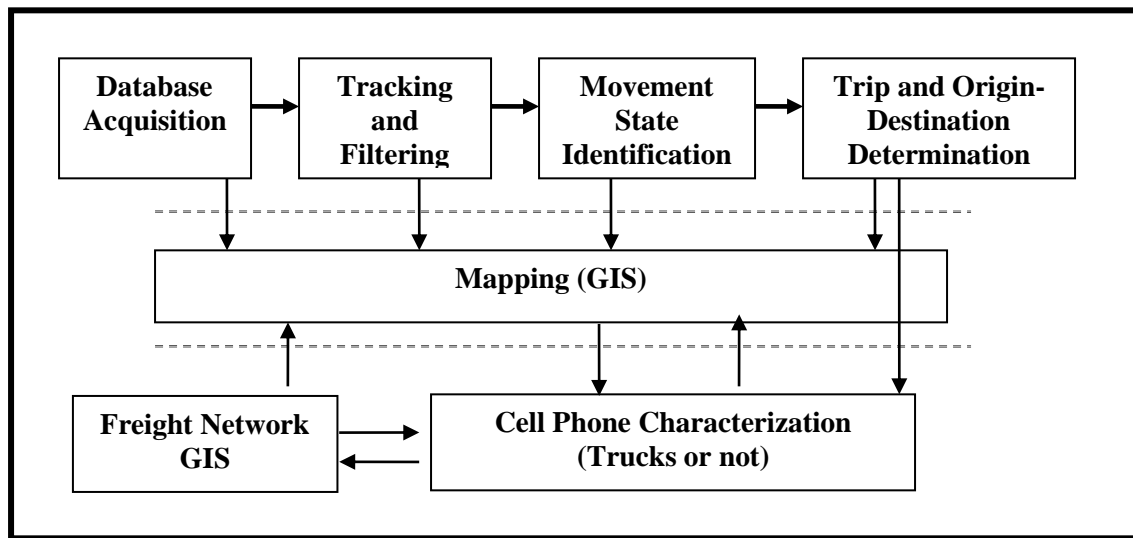 Database
Acquisition
Tracking
and
Filtering
Movement
State
Identification
Trip and Origin-
Destination
Determination
Mapping (GIS)
Freight Network
GIS
Cell Phone Characterization
(Trucks or not)